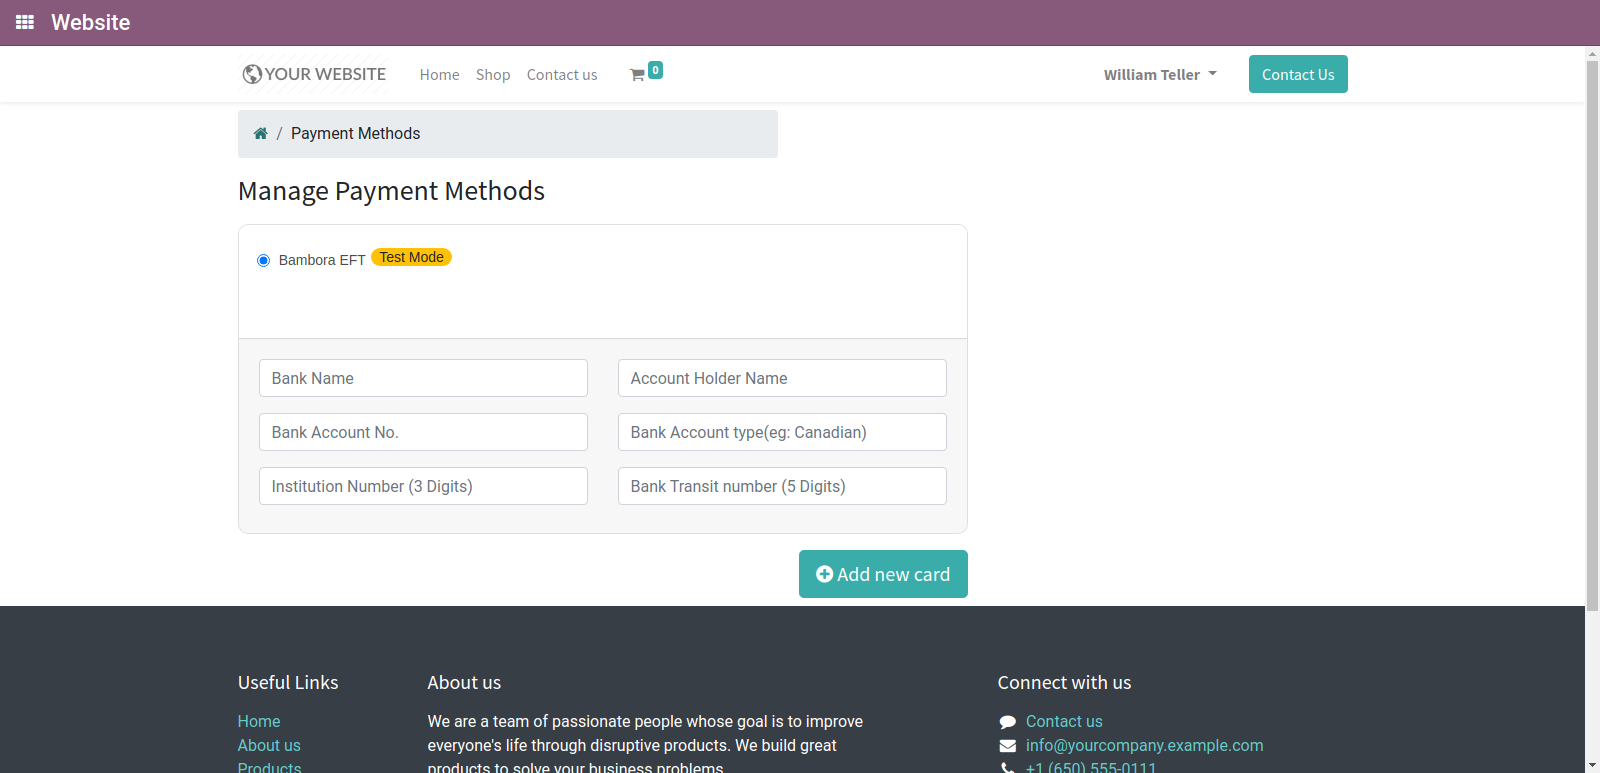 Website
YOUR WEBSITE Home Shop Contact us 0 William Teller Contact Us
/ Payment Methods
Manage Payment Methods
Bambora EFT Test Mode
Bank Name Account Holder Name
Bank Account No. Bank Account type(eg: Canadian)
Institution Number (3 Digits) Bank Transit number (5 Digits)
Add new card
Useful Links
Home
About us
Products
About us
We are a team of passionate people whose goal is to improve
everyone's life through disruptive products. We build great
products to solve your business problems.
Connect with us
Contact us
info@yourcompany.example.com
+1 (650) 555-0111